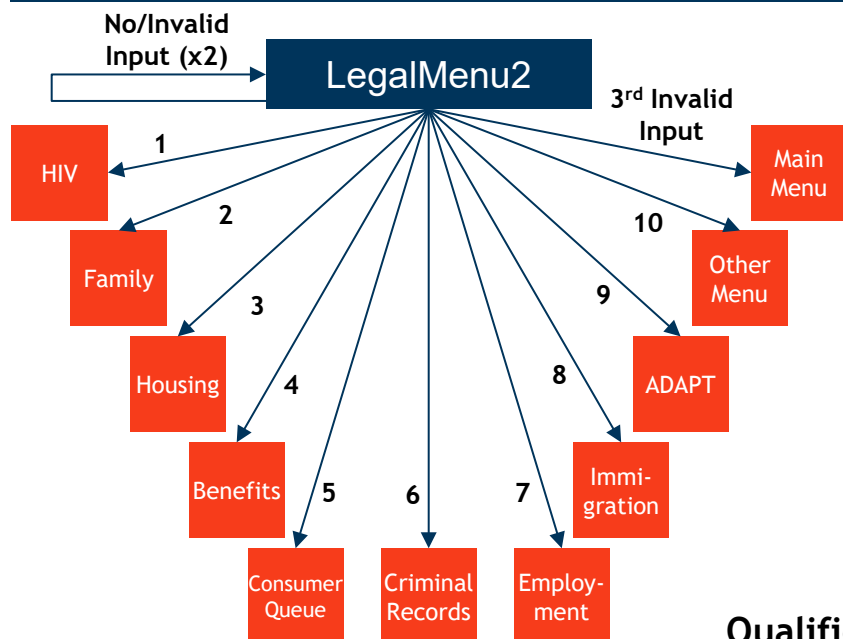 No/Invalid
Input (x2)
LegalMenu2
3rd Invalid
Input
1
HIV
Main
Menu
2
10
Family
Other
Menu
3
9
Housing
ADAPT
4
8
Benefits
Immi-
gration
5
6
7
Consumer
Queue
Criminal
Records
Employ-
ment
Qualifi